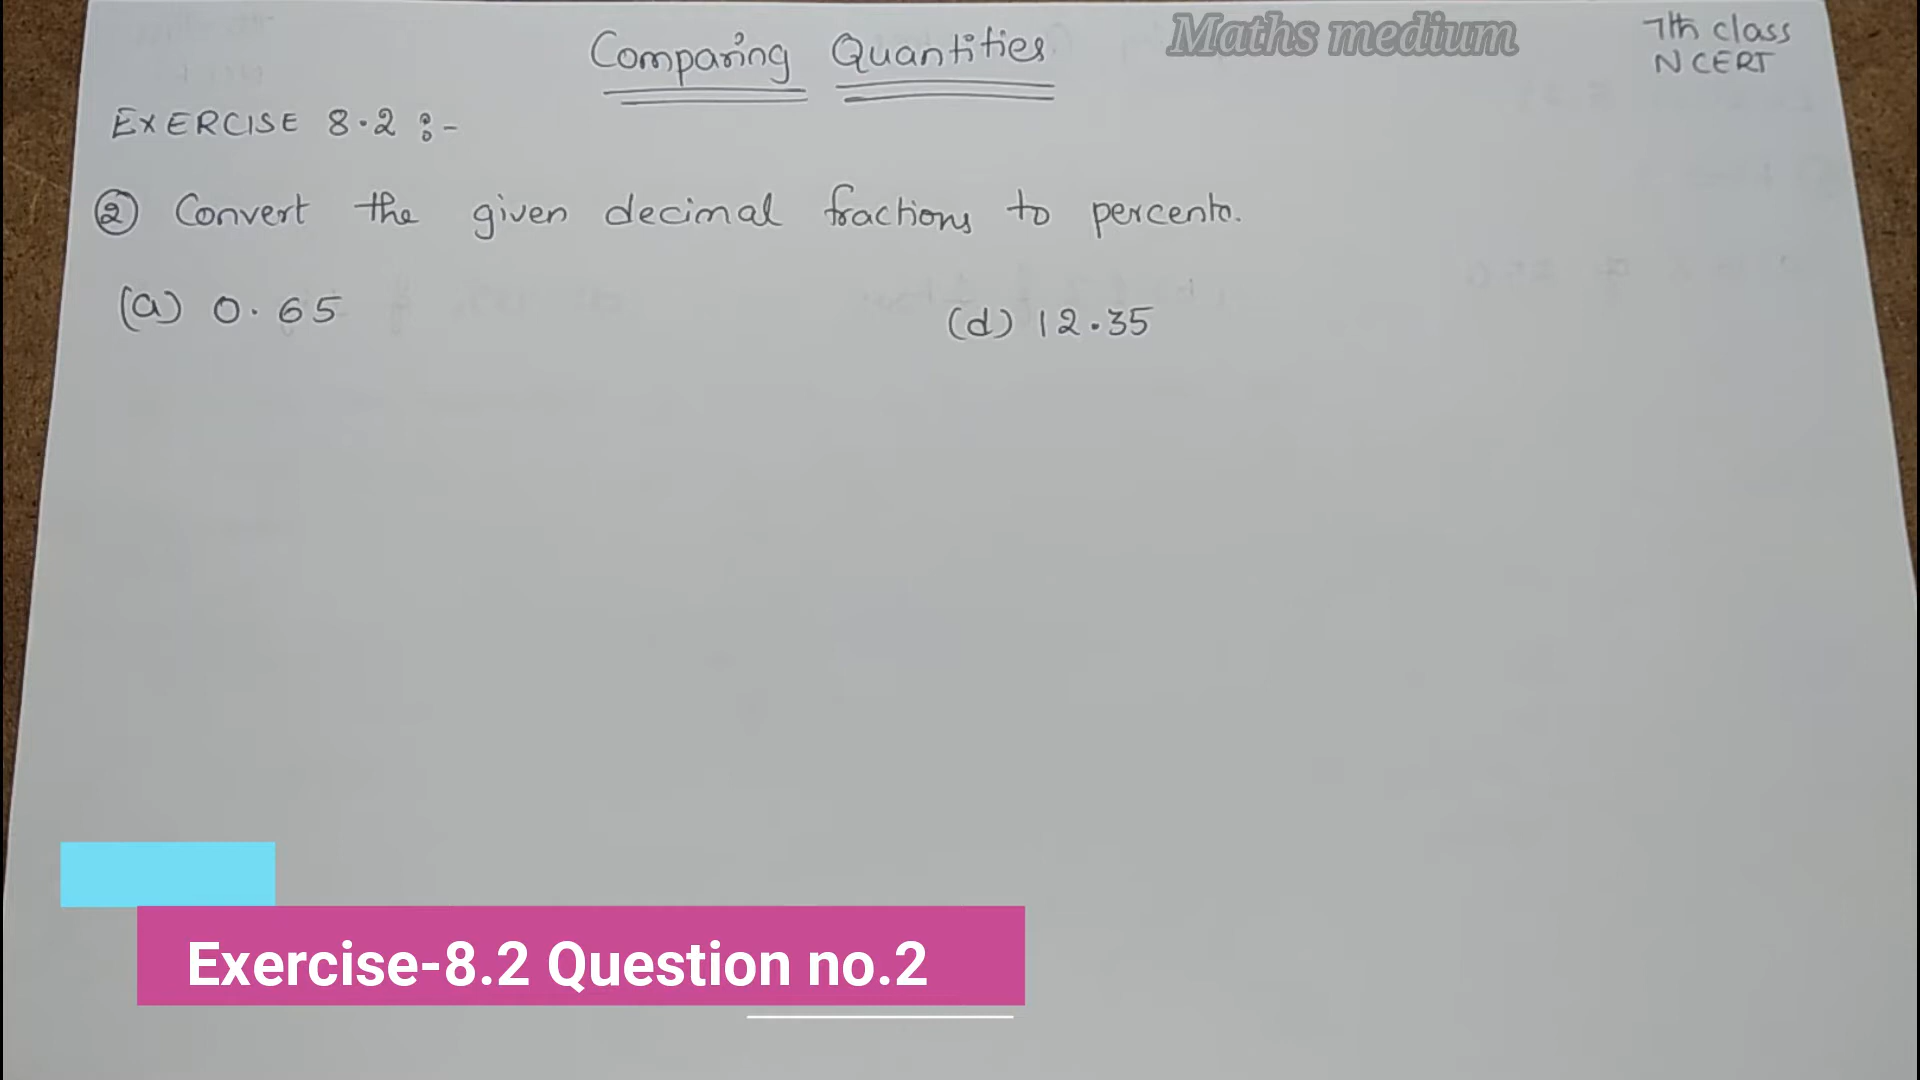 Comparing Quantities
Maths medium
7th class
NCERT
EXERCISE 8.2 :-
② Convert the given decimal fractions to percents.
(a) 0.65
(d) 12.35
Exercise-8.2 Question no.2